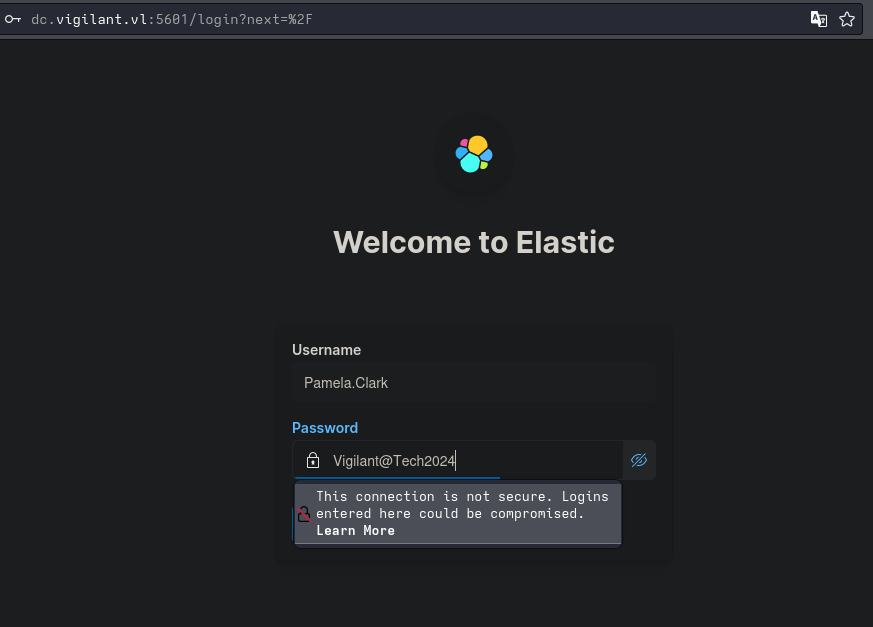 dc.vigilant.vl:5601/login?next=%2F
Welcome to Elastic
Username
Pamela.Clark
Password
Vigilant@Tech2024
This connection is not secure. Logins
entered here could be compromised.
Learn More